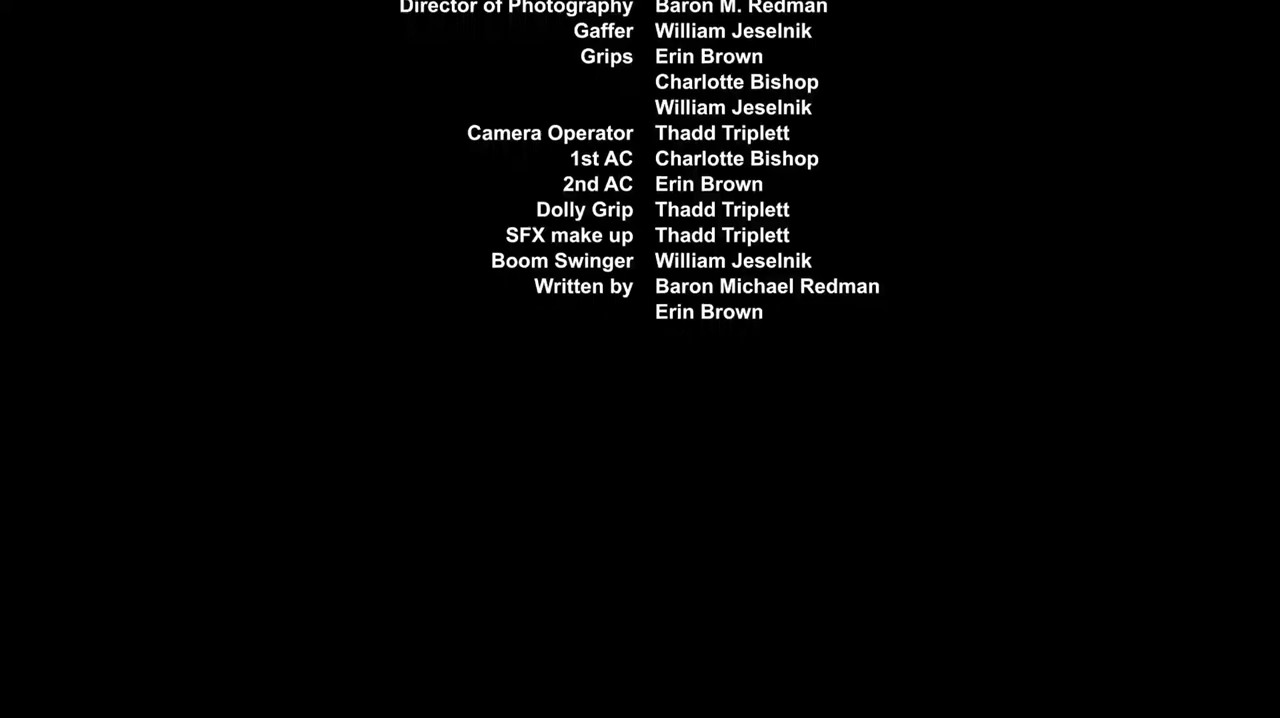 Director of Photography Baron M. Redman
Gaffer William Jeselnik
Grips Erin Brown
Charlotte Bishop
William Jeselnik
Camera Operator Thadd Triplett
1st AC Charlotte Bishop
2nd AC Erin Brown
Dolly Grip Thadd Triplett
SFX make up Thadd Triplett
Boom Swinger William Jeselnik
Written by Baron Michael Redman
Erin Brown